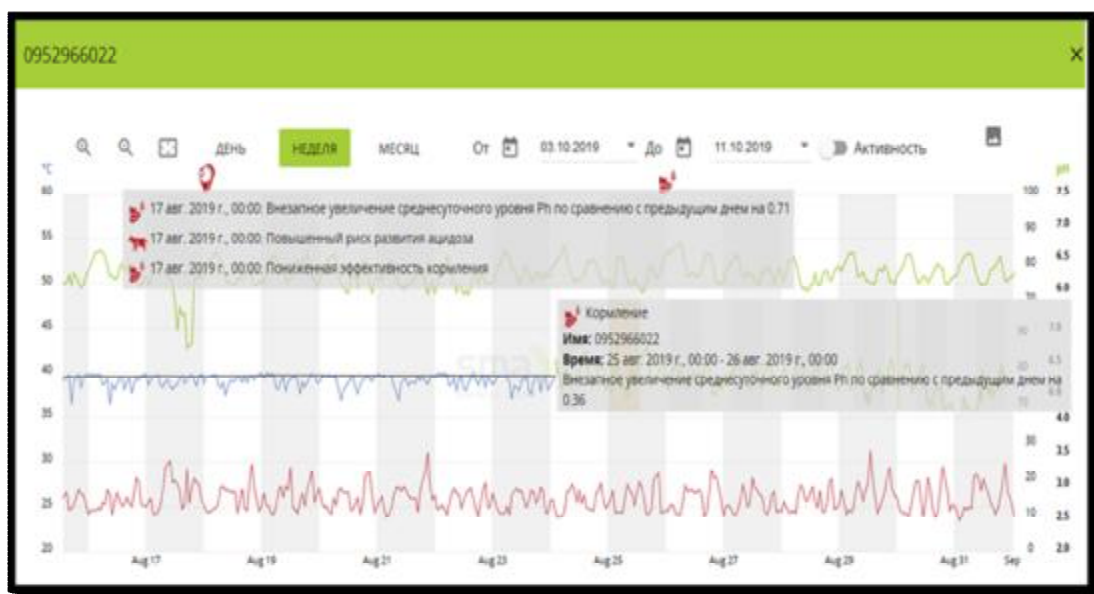 0952966022
ДЕНЬ НЕДЕЛЯ МЕСЯЦ От 03.10.2019 До 11.10.2019 Активность
°C pH
60 100 7.5
17 авг. 2019 г., 00:00: Внезапное увеличение среднесуточного уровня Ph по сравнению с предыдущим днем на 0.71
90 7.0
55
17 авг. 2019 г., 00:00: Повышенный риск развития ацидоза
80 6.5
17 авг. 2019 г., 00:00: Пониженная эффективность кормления
50 6.0
70
Кормление
45
Имя: 0952966022
Время: 25 авг. 2019 г., 00:00 - 26 авг. 2019 г., 00:00
40
Внезапное увеличение среднесуточного уровня Ph по сравнению с предыдущим днем на
0.36
35 4.0
30 3.5
30 20 3.0
25 10 2.5
20 0 2.0
Aug 17 Aug 19 Aug 21 Aug 23 Aug 25 Aug 27 Aug 29 Aug 31 Sep